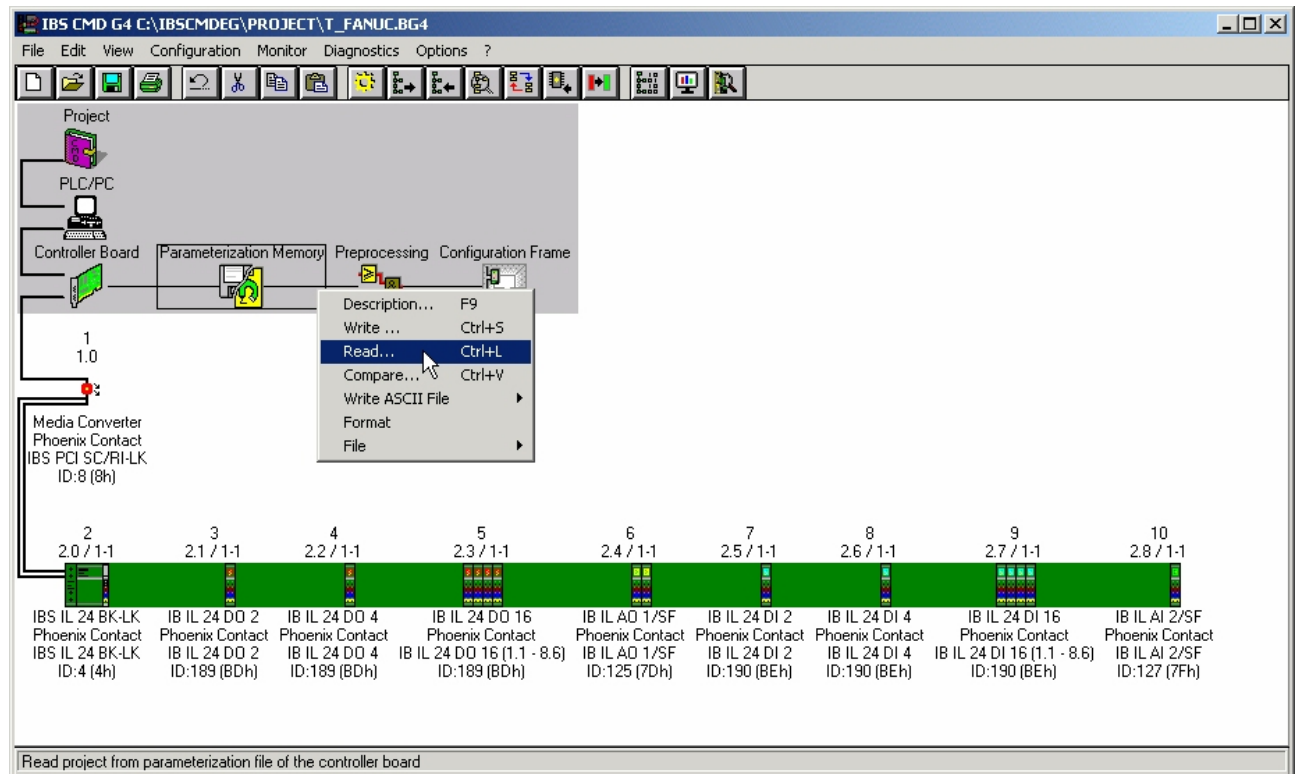 IBS CMD G4 C:\IBSCMDEG\PROJECT\T_FANUC.BG4
File Edit View Configuration Monitor Diagnostics Options ?
Project
PLC/PC
Controller Board Parameterization Memory Preprocessing Configuration Frame
Description... F9
Write ... Ctrl+S
Read... Ctrl+L
Compare... Ctrl+V
Write ASCII File
Format
File
1
1.0
Media Converter
Phoenix Contact
IBS PCI SC/RI-LK
ID:8 (8h)
2 3 4 5 6 7 8 9 10
2.0 / 1-1 2.1 / 1-1 2.2 / 1-1 2.3 / 1-1 2.4 / 1-1 2.5 / 1-1 2.6 / 1-1 2.7 / 1-1 2.8 / 1-1
IBS IL 24 BK-LK IB IL 24 DO 2 IB IL 24 DO 4 IB IL 24 DO 16 IB IL AO 1/SF IB IL 24 DI 2 IB IL 24 DI 4 IB IL 24 DI 16 IB IL AI 2/SF
Phoenix Contact Phoenix Contact Phoenix Contact Phoenix Contact Phoenix Contact Phoenix Contact Phoenix Contact Phoenix Contact Phoenix Contact
IBS IL 24 BK-LK IB IL 24 DO 2 IB IL 24 DO 4 IB IL 24 DO 16 (1.1 - 8.6) IB IL AO 1/SF IB IL 24 DI 2 IB IL 24 DI 4 IB IL 24 DI 16 (1.1 - 8.6) IB IL AI 2/SF
ID:4 (4h) ID:189 (BDh) ID:189 (BDh) ID:189 (BDh) ID:125 (7Dh) ID:190 (BEh) ID:190 (BEh) ID:190 (BEh) ID:127 (7Fh)
Read project from parameterization file of the controller board